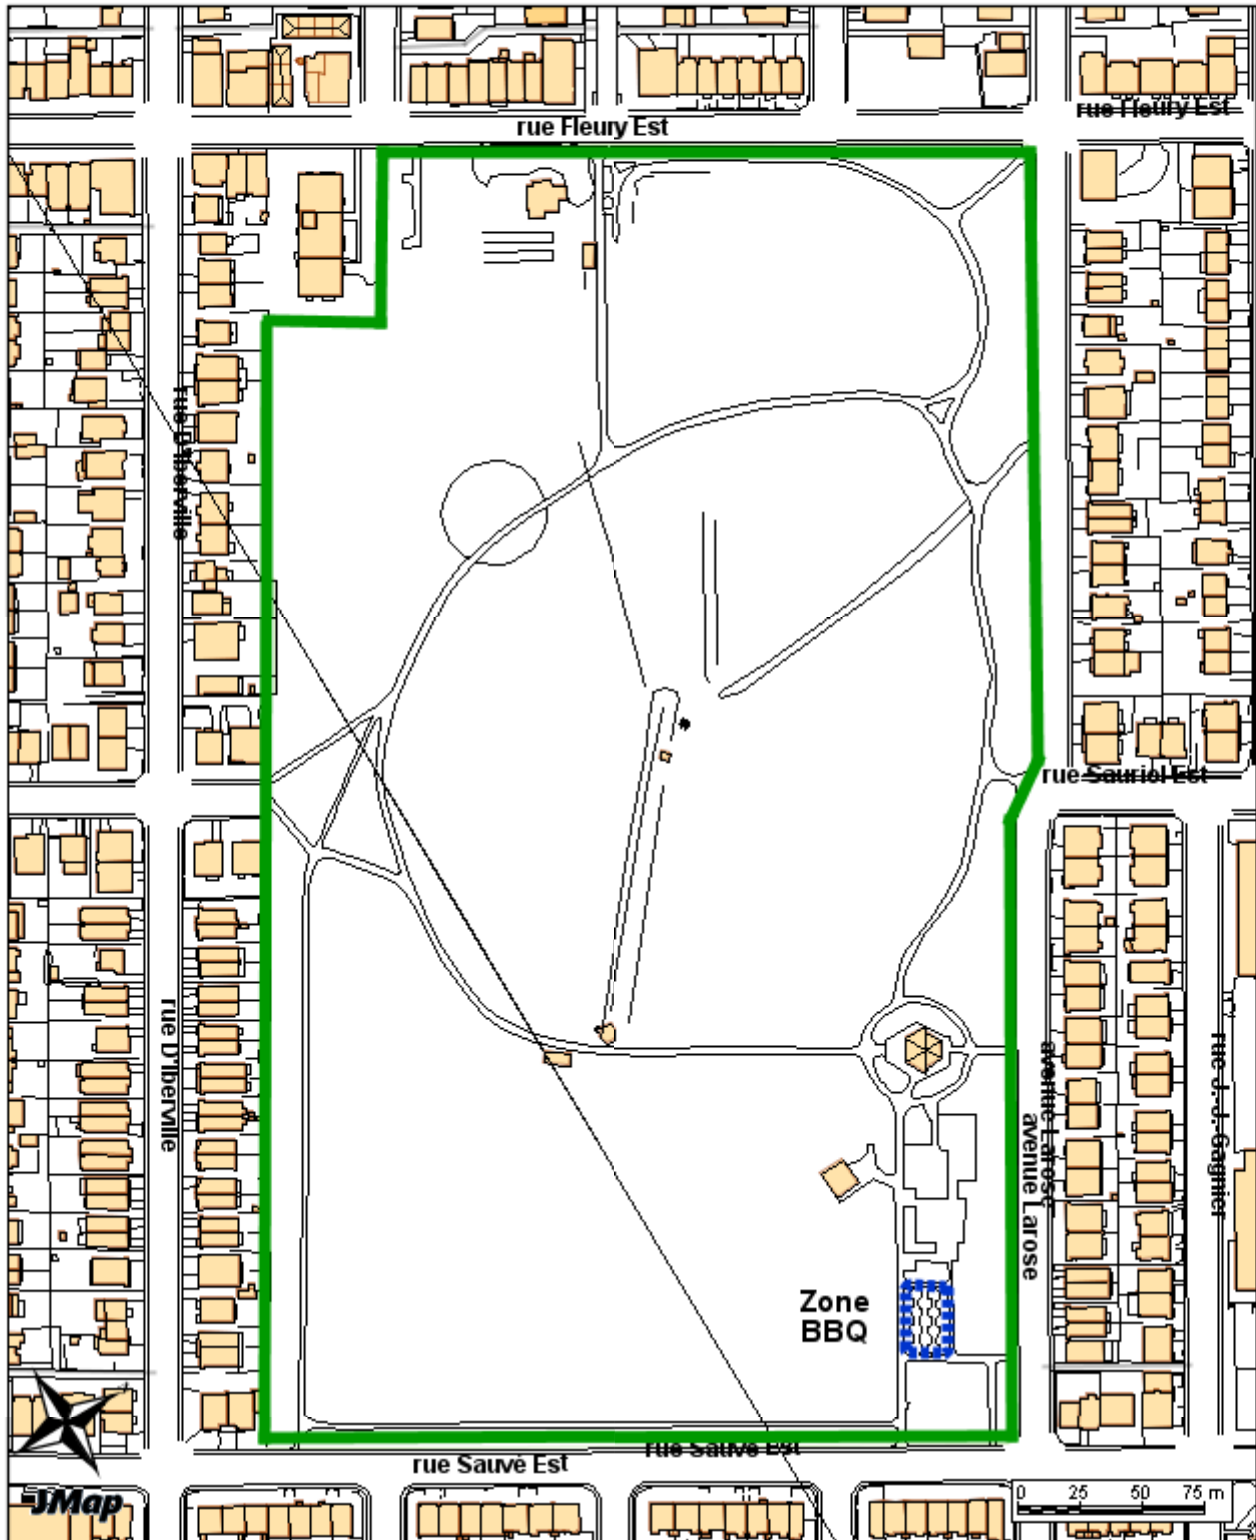 rue Fleury Est
rue Fleury Est
rue D'Iberville
rue Sauriol Est
rue D'Iberville
avenue Larose
avenue Larose
rue J.-J.-Gagnier
Zone
BBQ
rue Sauvé Est
rue Sauvé Est
JMap
0 25 50 75 m